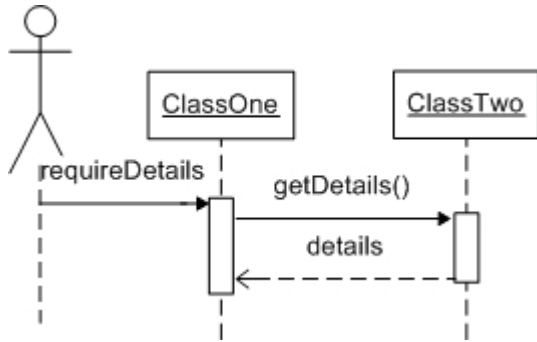 ClassOne
ClassTwo
requireDetails
getDetails()
details